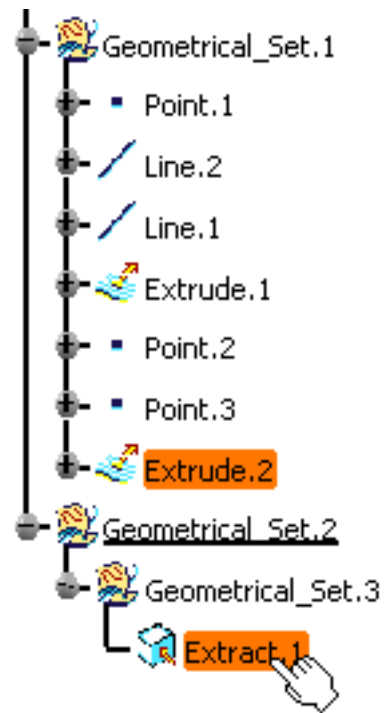 Geometrical_Set.1
Point.1
Line.2
Line.1
Extrude.1
Point.2
Point.3
Extrude.2
Geometrical_Set.2
Geometrical_Set.3
Extract.1